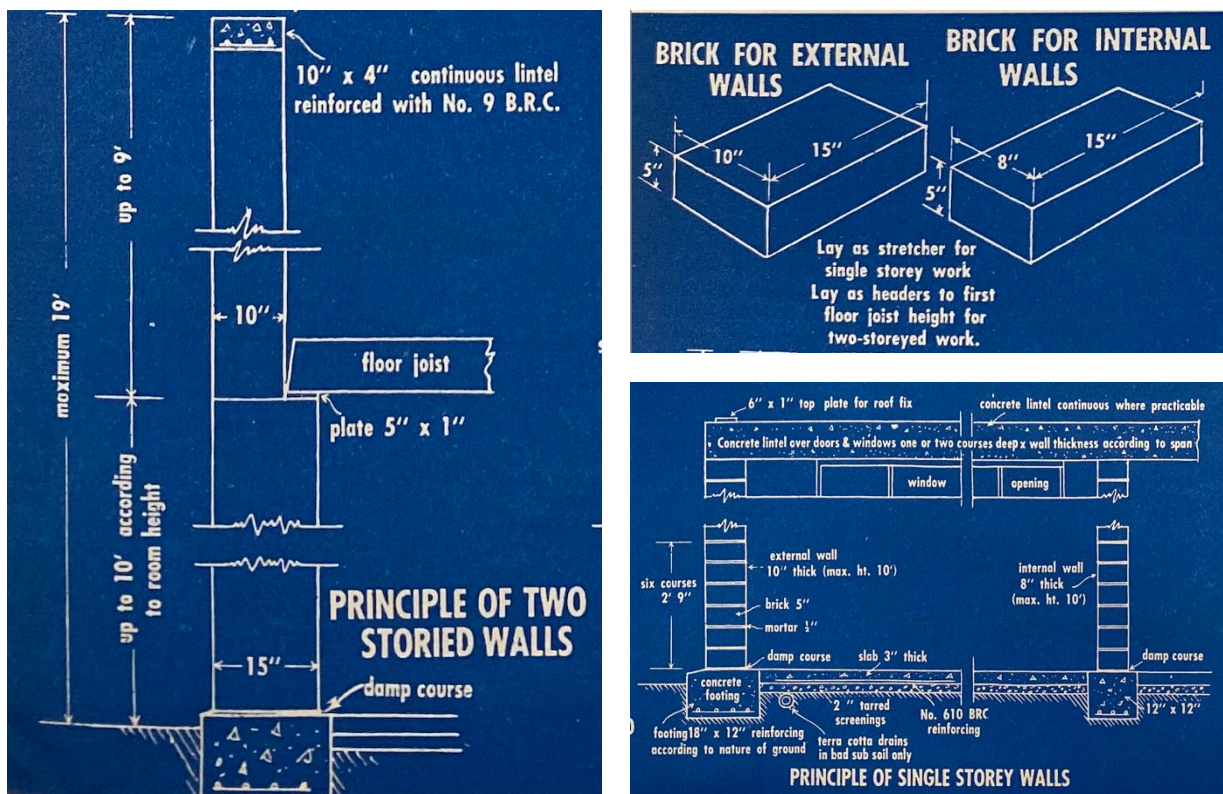 10" x 4" continuous lintel
reinforced with No. 9 B.R.C.
up to 9'
moximum 19'
10"
floor joist
plate 5" x 1"
up to 10' according
to room height
PRINCIPLE OF TWO
STORIED WALLS
15"
damp course
BRICK FOR EXTERNAL
WALLS
BRICK FOR INTERNAL
WALLS
10"
15"
5"
8"
15"
5"
Lay as stretcher for
single storey work
Lay as headers to first
floor joist height for
two-storeyed work.
6" x 1" top plate for roof fix
concrete lintel continuous where practicable
Concrete lintel over doors & windows one or two courses deep x wall thickness according to span
window
opening
six courses
2' 9"
external wall
10" thick (max. ht. 10')
brick 5"
mortar ½"
internal wall
8" thick
(max. ht. 10')
damp course
slab 3" thick
damp course
concrete
footing
2" tarred
screenings
No. 610 BRC
reinforcing
12" x 12"
footing 18" x 12" reinforcing
according to nature of ground
terra cotta drains
in bad sub soil only
PRINCIPLE OF SINGLE STOREY WALLS